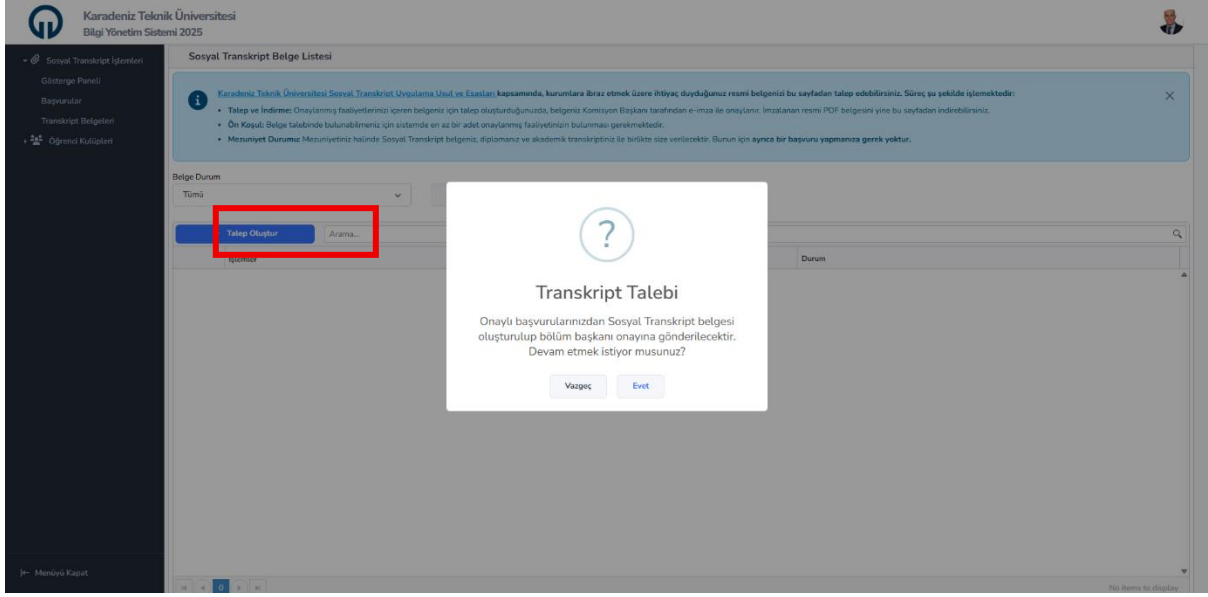 Karadeniz Teknik Üniversitesi
Bilgi Yönetim Sistemi 2025
Sosyal Transkript İşlemleri
Gösterge Paneli
Başvurular
Transkript Belgeleri
Öğrenci Kulüpleri
Sosyal Transkript Belge Listesi
Karadeniz Teknik Üniversitesi Sosyal Transkript Uygulama Usul ve Esasları kapsamında, kurumlara ibraz etmek üzere ihtiyaç duyduğunuz resmi belgenizi bu sayfadan talep edebilirsiniz. Süreç şu şekilde işlemektedir:
• Talep ve İndirme: Onaylanmış faaliyetlerinizi içeren belgeniz için talep oluşturduğunuzda, belgeniz Komisyon Başkanı tarafından e-imza ile onaylanır. İmzalanan resmi PDF belgesini yine bu sayfadan indirebilirsiniz.
• Ön Koşul: Belge talebinde bulunabilmeniz için sistemde en az bir adet onaylanmış faaliyetinizin bulunması gerekmektedir.
• Mezuniyet Durumu: Mezuniyetiniz halinde Sosyal Transkript belgeniz, diplomanız ve akademik transkriptiniz ile birlikte size verilecektir. Bunun için ayrıca bir başvuru yapmanıza gerek yoktur.
Belge Durum
Tümü
Talep Oluştur
Arama...
İşlemler
Durum
?
Transkript Talebi
Onaylı başvurularınızdan Sosyal Transkript belgesi
oluşturulup bölüm başkanı onayına gönderilecektir.
Devam etmek istiyor musunuz?
Vazgeç
Evet
Menüyü Kapat
0
No items to display